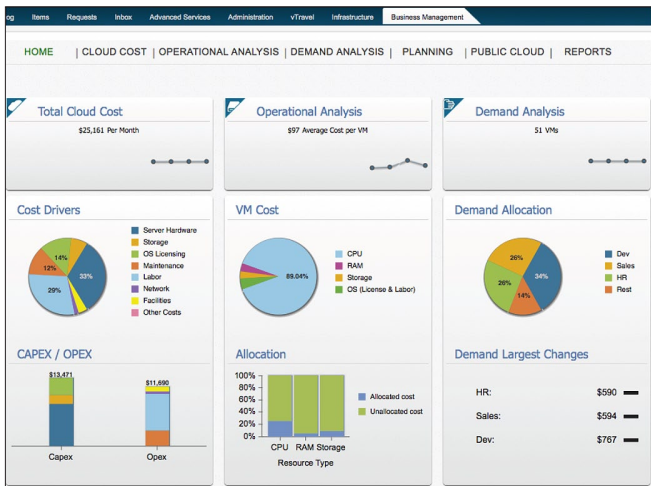 og Items Requests Inbox Advanced Services Administration vTravel Infrastructure Business Management
HOME | CLOUD COST | OPERATIONAL ANALYSIS | DEMAND ANALYSIS | PLANNING | PUBLIC CLOUD | REPORTS
Total Cloud Cost
$25,161 Per Month
Operational Analysis
$97 Average Cost per VM
Demand Analysis
51 VMs
Cost Drivers
14%
12%
33%
29%
Server Hardware
Storage
OS Licensing
Maintenance
Labor
Network
Facilities
Other Costs
VM Cost
89.04%
CPU
RAM
Storage
OS (License & Labor)
Demand Allocation
26%
34%
26%
14%
Dev
Sales
HR
Rest
CAPEX / OPEX
$13,471
$11,690
Capex Opex
Allocation
100%
80%
60%
40%
20%
0%
CPU RAM Storage
Resource Type
Allocated cost
Unallocated cost
Demand Largest Changes
HR: $590
Sales: $594
Dev: $767